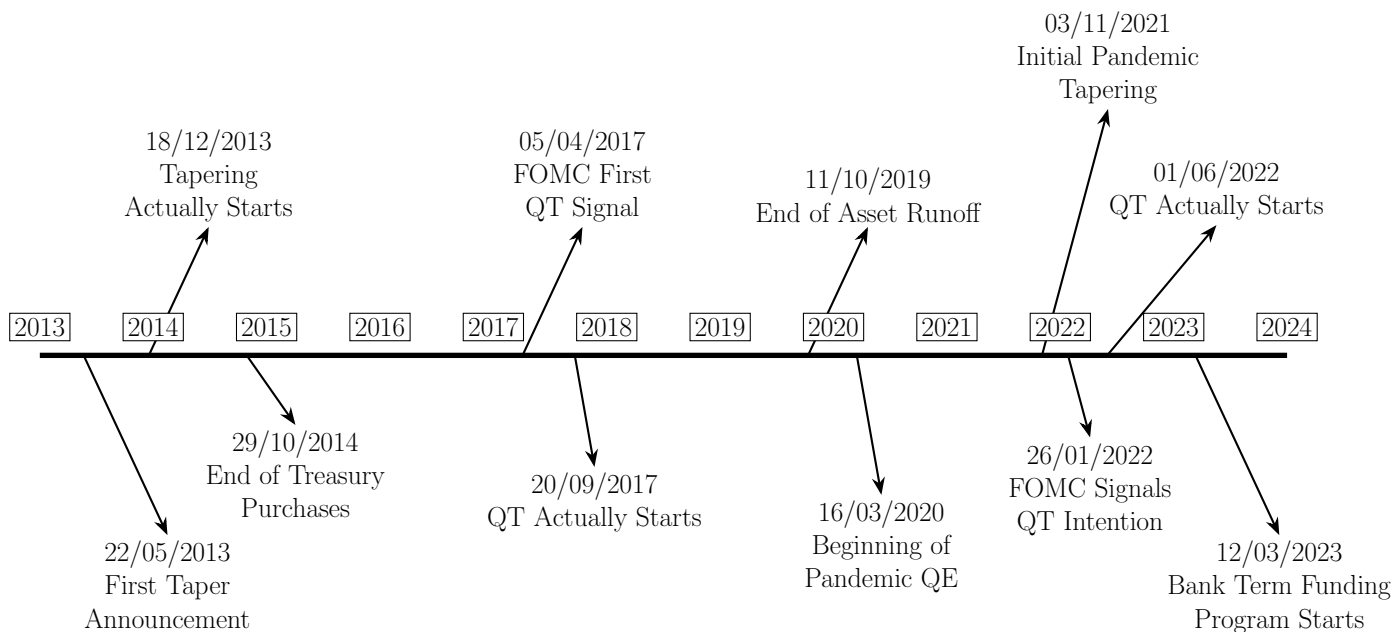 03/11/2021
Initial Pandemic
Tapering
18/12/2013
Tapering
Actually Starts
05/04/2017
FOMC First
QT Signal
11/10/2019
End of Asset Runoff
01/06/2022
QT Actually Starts
2013 2014 2015 2016 2017 2018 2019 2020 2021 2022 2023 2024
29/10/2014
End of Treasury
Purchases
20/09/2017
QT Actually Starts
26/01/2022
FOMC Signals
QT Intention
16/03/2020
Beginning of
Pandemic QE
22/05/2013
First Taper
Announcement
12/03/2023
Bank Term Funding
Program Starts